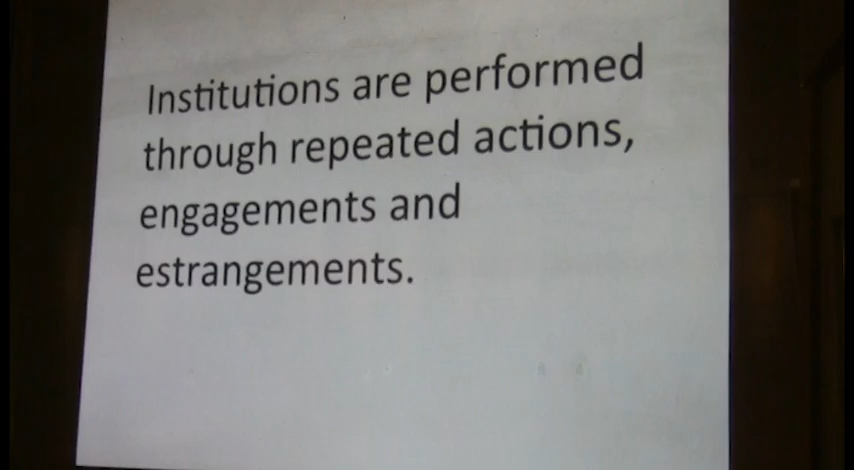 Institutions are performed
through repeated actions,
engagements and
estrangements.